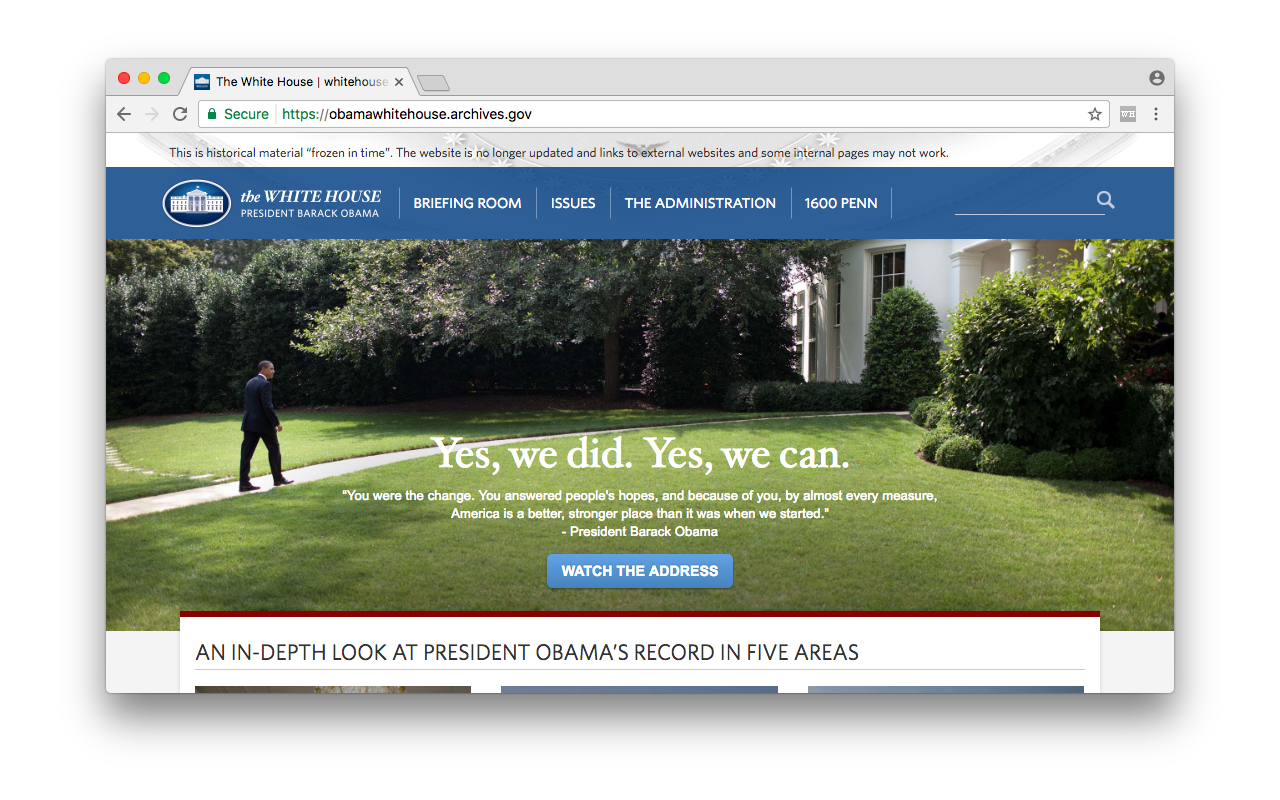 The White House | whitehouse
Secure
https://obamawhitehouse.archives.gov
WH
This is historical material “frozen in time”. The website is no longer updated and links to external websites and some internal pages may not work.
the WHITE HOUSE
PRESIDENT BARACK OBAMA
BRIEFING ROOM
ISSUES
THE ADMINISTRATION
1600 PENN
Yes, we did. Yes, we can.
"You were the change. You answered people's hopes, and because of you, by almost every measure,
America is a better, stronger place than it was when we started."
- President Barack Obama
WATCH THE ADDRESS
AN IN-DEPTH LOOK AT PRESIDENT OBAMA’S RECORD IN FIVE AREAS